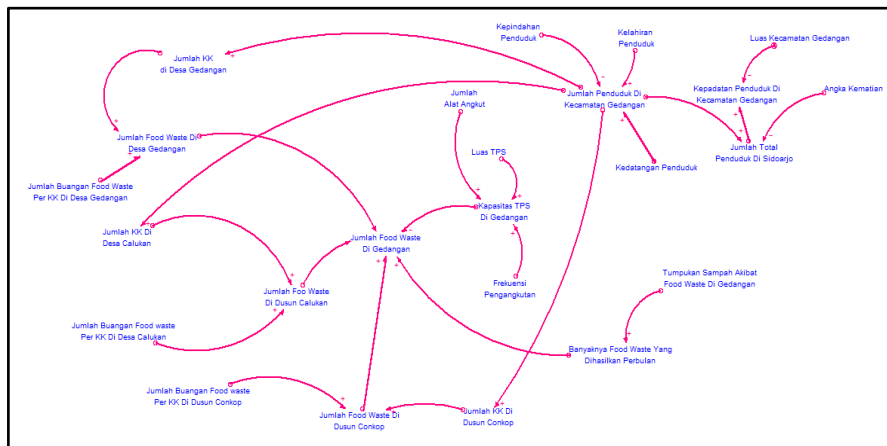 Kepindahan
Penduduk
Kelahiran
Penduduk
Luas Kecamatan Gedangan
Jumlah KK
di Desa Gedangan
Jumlah
Alat Angkut
Jumlah Penduduk Di
Kecamatan Gedangan
Kepadatan Penduduk Di
Kecamatan Gedangan
Angka Kematian
Jumlah Food Waste Di
Desa Gedangan
Jumlah Total
Penduduk Di Sidoarjo
Luas TPS
Kedatangan Penduduk
Jumlah Buangan Food Waste
Per KK Di Desa Gedangan
Kapasitas TPS
Di Gedangan
Jumlah KK Di
Desa Calukan
Jumlah Food Waste
Di Gedangan
Tumpukan Sampah Akibat
Food Waste Di Gedangan
Frekuensi
Pengangkutan
Jumlah Foo Waste
Di Dusun Calukan
Jumlah Buangan Food waste
Per KK Di Desa Calukan
Banyaknya Food Waste Yang
Dihasilkan Perbulan
Jumlah Buangan Food waste
Per KK Di Dusun Conkop
Jumlah Food Waste Di
Dusun Conkop
Jumlah KK Di
Dusun Conkop